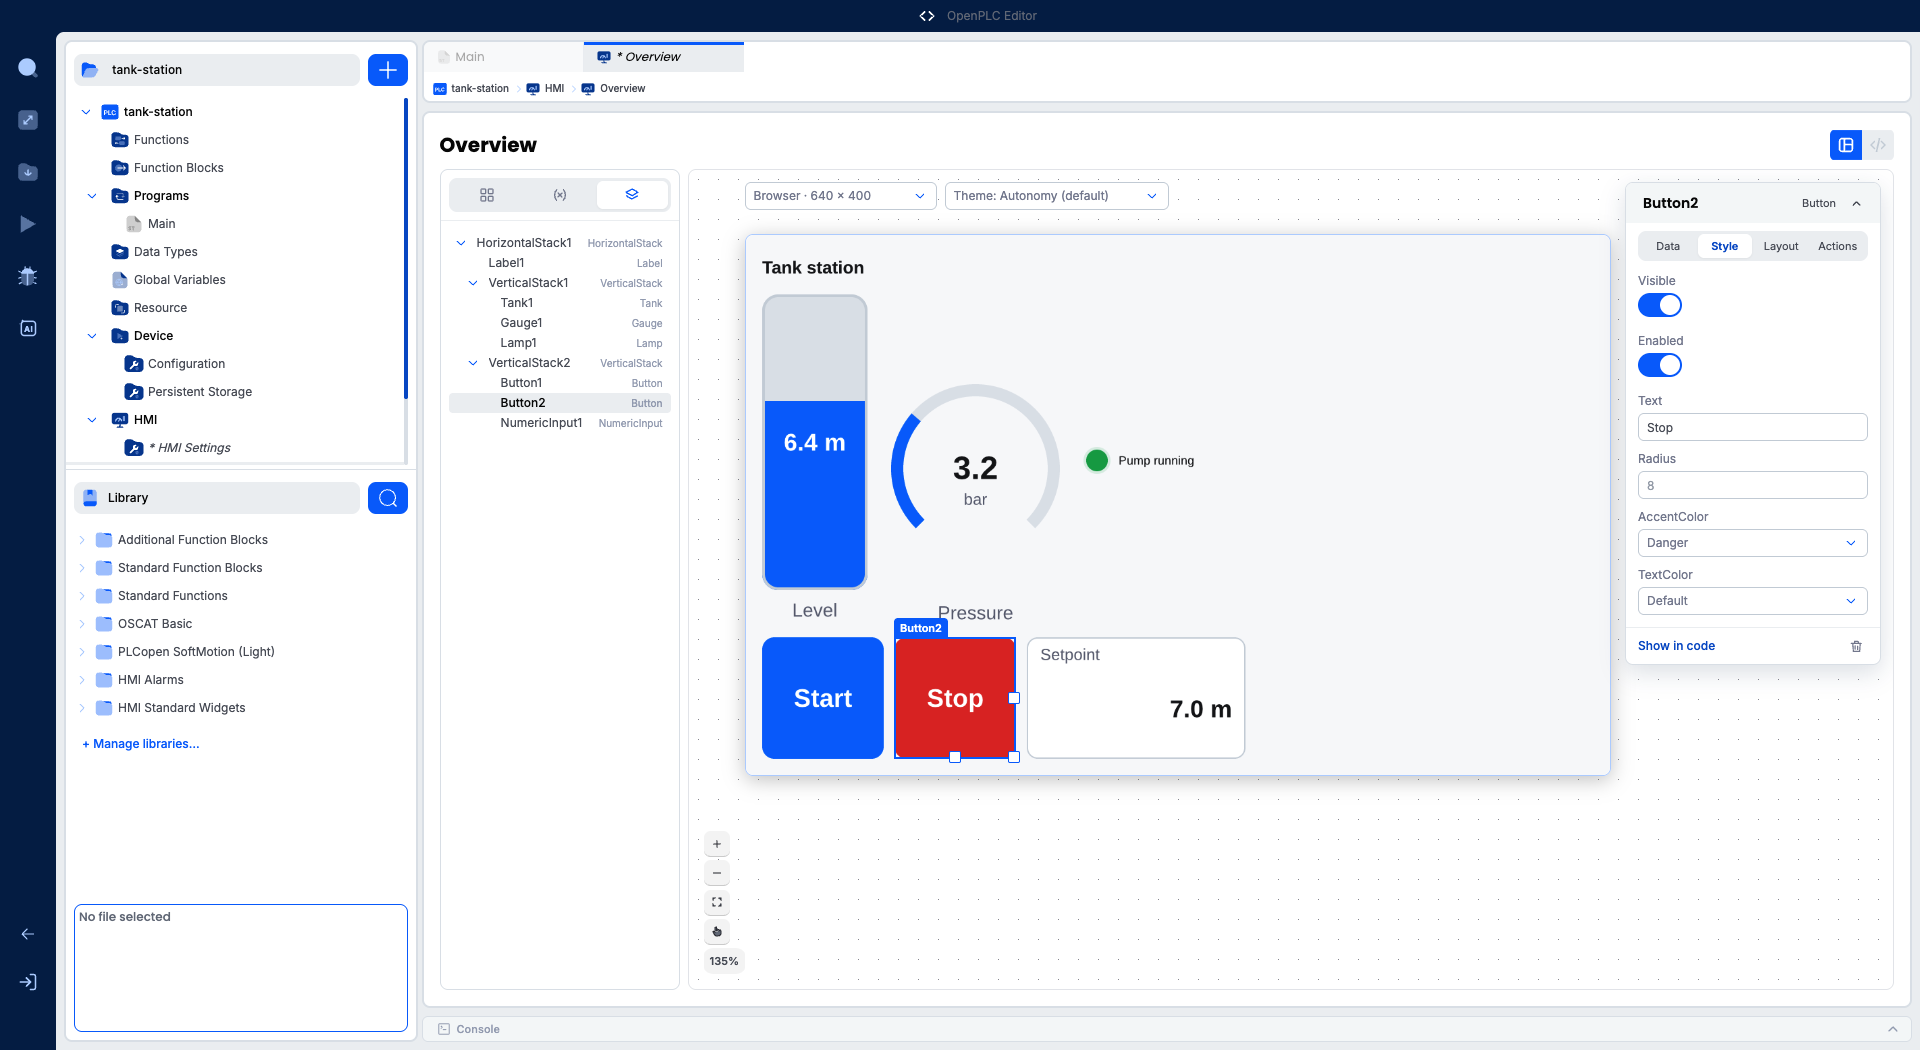 OpenPLC Editor
tank-station
tank-station
Functions
Function Blocks
Programs
Main
Data Types
Global Variables
Resource
Device
Configuration
Persistent Storage
HMI
* HMI Settings
Library
Additional Function Blocks
Standard Function Blocks
Standard Functions
OSCAT Basic
PLCopen SoftMotion (Light)
HMI Alarms
HMI Standard Widgets
+ Manage libraries...
No file selected
Main
* Overview
tank-station
HMI
Overview
Overview
HorizontalStack1 HorizontalStack
Label1 Label
VerticalStack1 VerticalStack
Tank1 Tank
Gauge1 Gauge
Lamp1 Lamp
VerticalStack2 VerticalStack
Button1 Button
Button2 Button
NumericInput1 NumericInput
Browser · 640 × 400
Theme: Autonomy (default)
Tank station
6.4 m
Level
3.2
bar
Pressure
Pump running
Button2
Start
Stop
Setpoint
7.0 m
135%
Button2 Button
Data Style Layout Actions
Visible
Enabled
Text
Stop
Radius
8
AccentColor
Danger
TextColor
Default
Show in code
Console